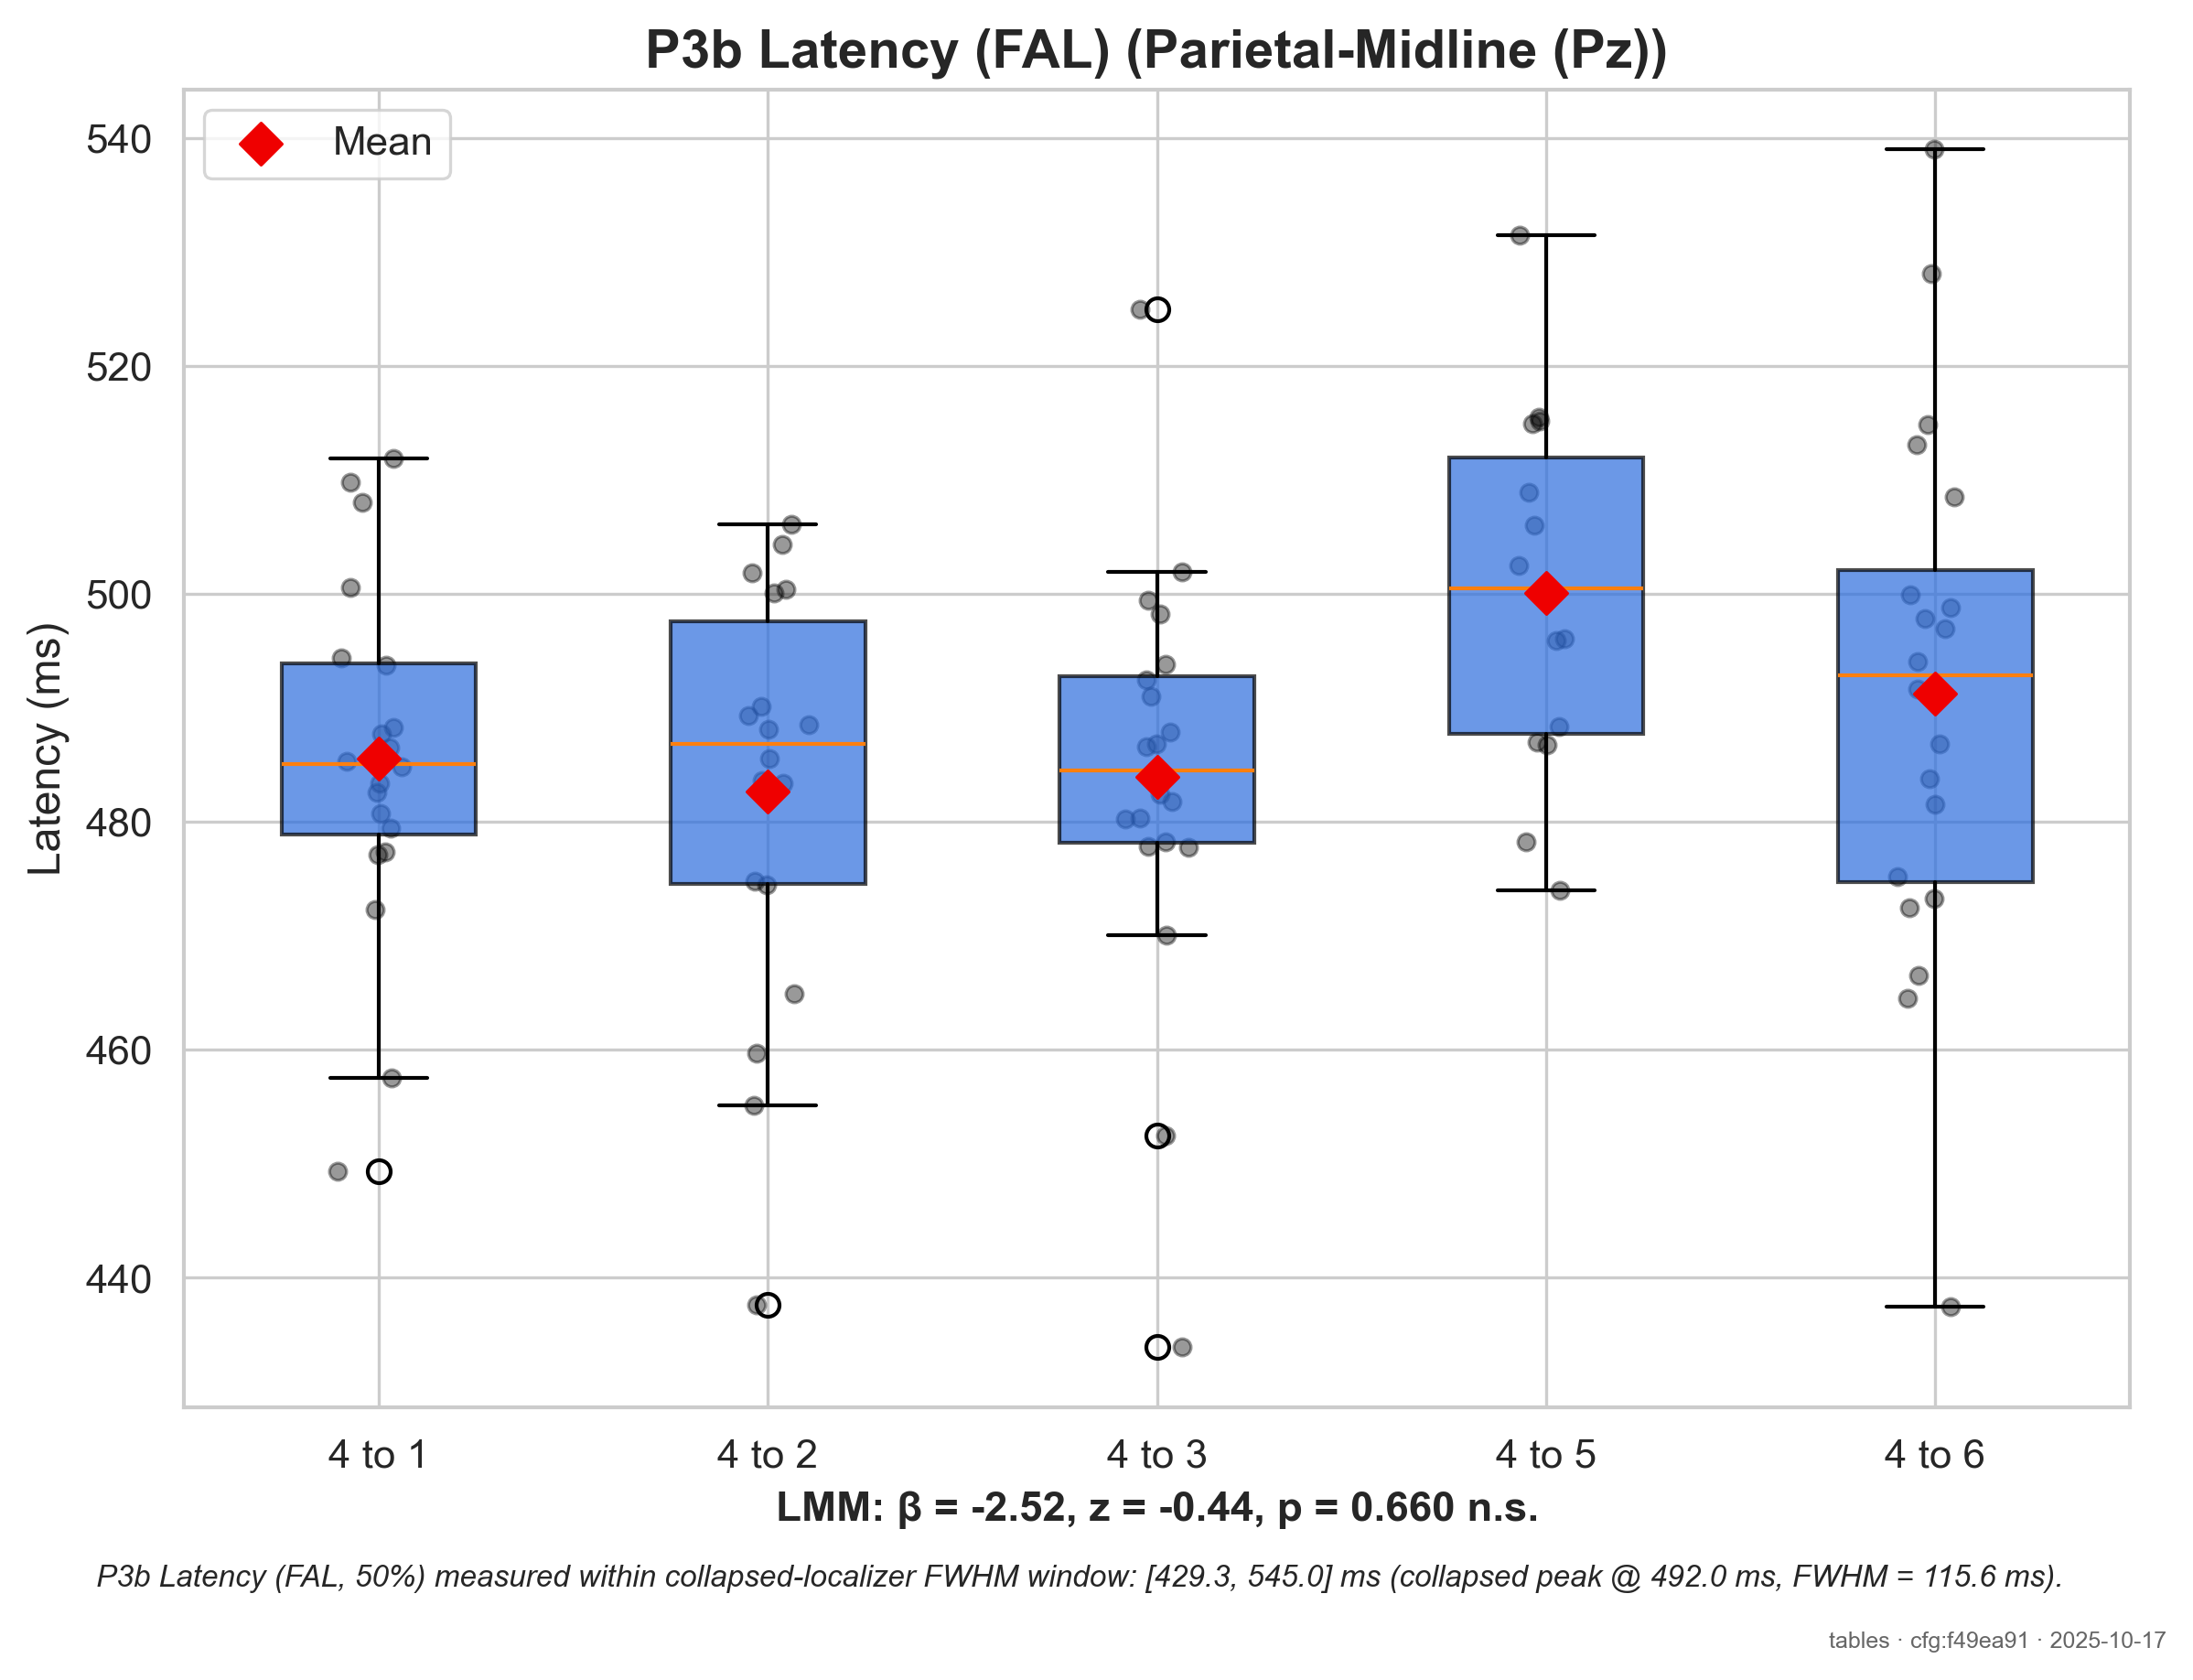 P3b Latency (FAL) (Parietal-Midline (Pz))
Mean
Latency (ms)
540
520
500
480
460
440
4 to 1
4 to 2
4 to 3
4 to 5
4 to 6
LMM: β = -2.52, z = -0.44, p = 0.660 n.s.
P3b Latency (FAL, 50%) measured within collapsed-localizer FWHM window: [429.3, 545.0] ms (collapsed peak @ 492.0 ms, FWHM = 115.6 ms).
tables · cfg:f49ea91 · 2025-10-17